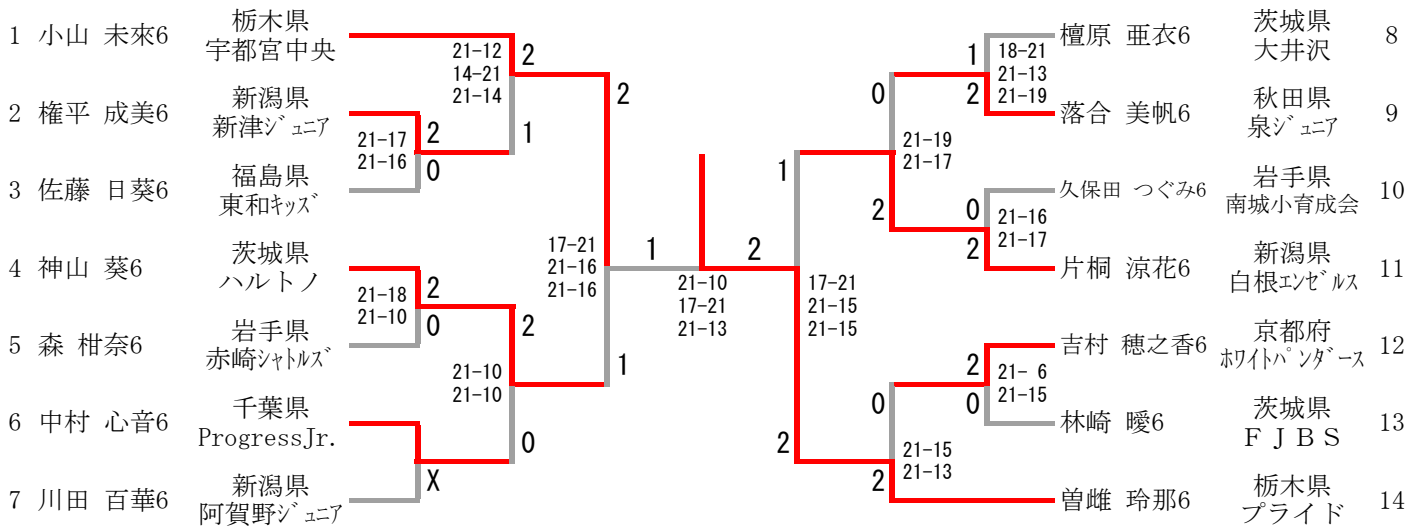 1 小山 未來6 栃木県
宇都宮中央
2 権平 成美6 新潟県
新津ｼﾞｭﾆｱ
3 佐藤 日葵6 福島県
東和ｷｯｽﾞ
4 神山 葵6 茨城県
ハルトノ
5 森 柑奈6 岩手県
赤崎ｼｬﾄﾙｽﾞ
6 中村 心音6 千葉県
ProgressJr.
7 川田 百華6 新潟県
阿賀野ｼﾞｭﾆｱ
21-12
14-21
21-14
2
1
21-17
21-16
2
0
21-18
21-10
2
0
21-10
21-10
2
0
X
2
17-21
21-16
21-16
1
1
21-10
17-21
21-13
2
1
17-21
21-15
21-15
2
0
21-19
21-17
2
0
21-15
21-13
2
1
18-21
21-13
21-19
2
0
21-16
21-17
2
2
21- 6
21-15
0
檀原 亜衣6 茨城県 8
大井沢
落合 美帆6 秋田県 9
泉ｼﾞｭﾆｱ
久保田 つぐみ6 岩手県 10
南城小育成会
片桐 涼花6 新潟県 11
白根ｴﾝｾﾞﾙｽ
吉村 穂之香6 京都府 12
ﾎﾜｲﾄﾊﾟﾝﾀﾞｰｽ
林崎 曖6 茨城県 13
ＦＪＢＳ
曽雌 玲那6 栃木県 14
プライド